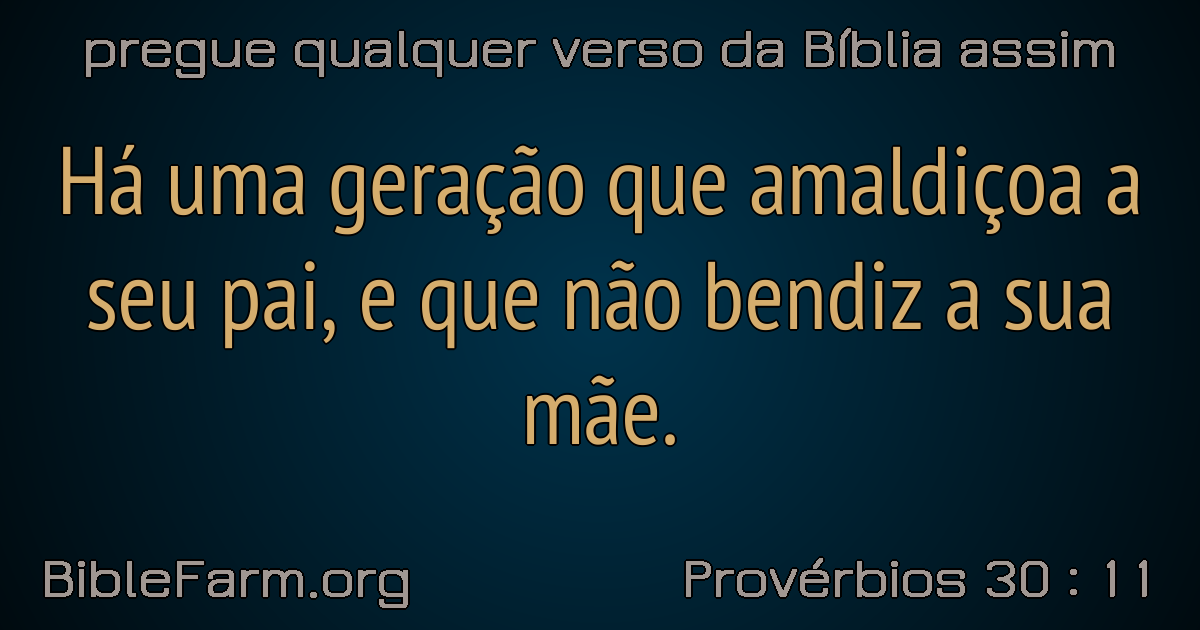 pregue qualquer verso da Bíblia assim
Há uma geração que amaldiçoa a
seu pai, e que não bendiz a sua
mãe.
BibleFarm.org
Provérbios 30 : 11